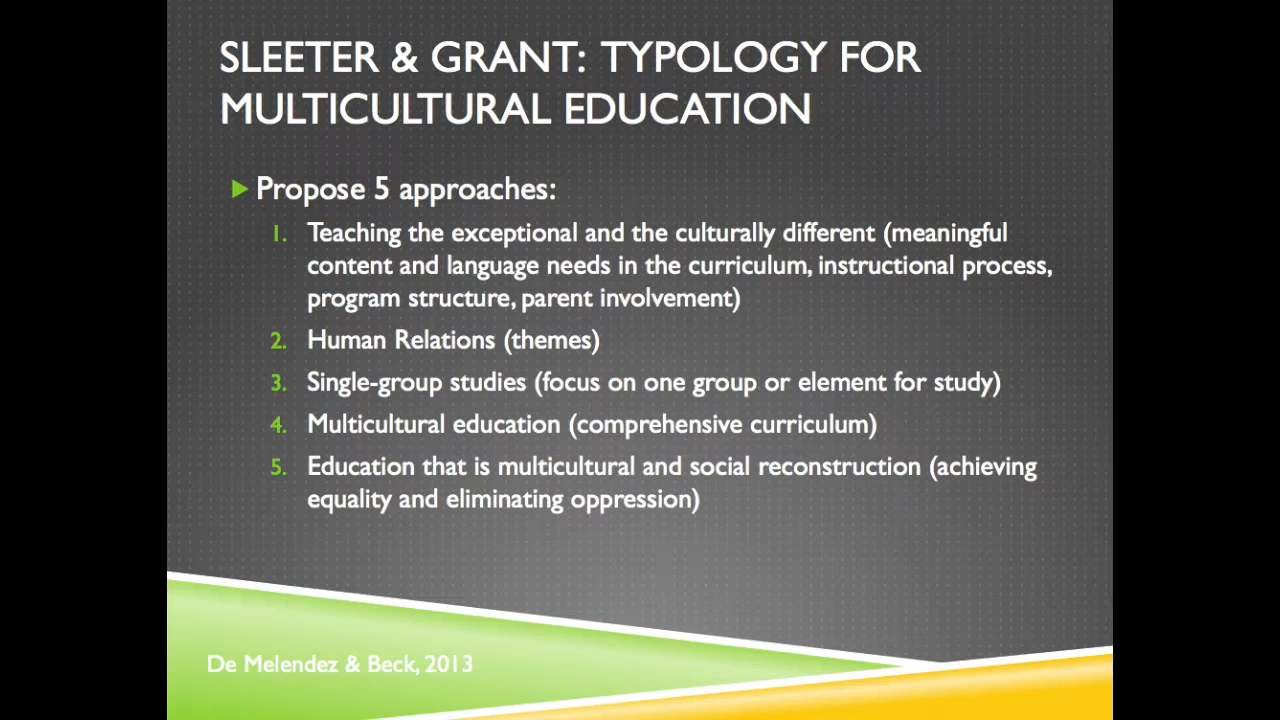 SLEETER & GRANT: TYPOLOGY FOR
MULTICULTURAL EDUCATION
Propose 5 approaches:
1. Teaching the exceptional and the culturally different (meaningful
content and language needs in the curriculum, instructional process,
program structure, parent involvement)
2. Human Relations (themes)
3. Single-group studies (focus on one group or element for study)
4. Multicultural education (comprehensive curriculum)
5. Education that is multicultural and social reconstruction (achieving
equality and eliminating oppression)
De Melendez & Beck, 2013